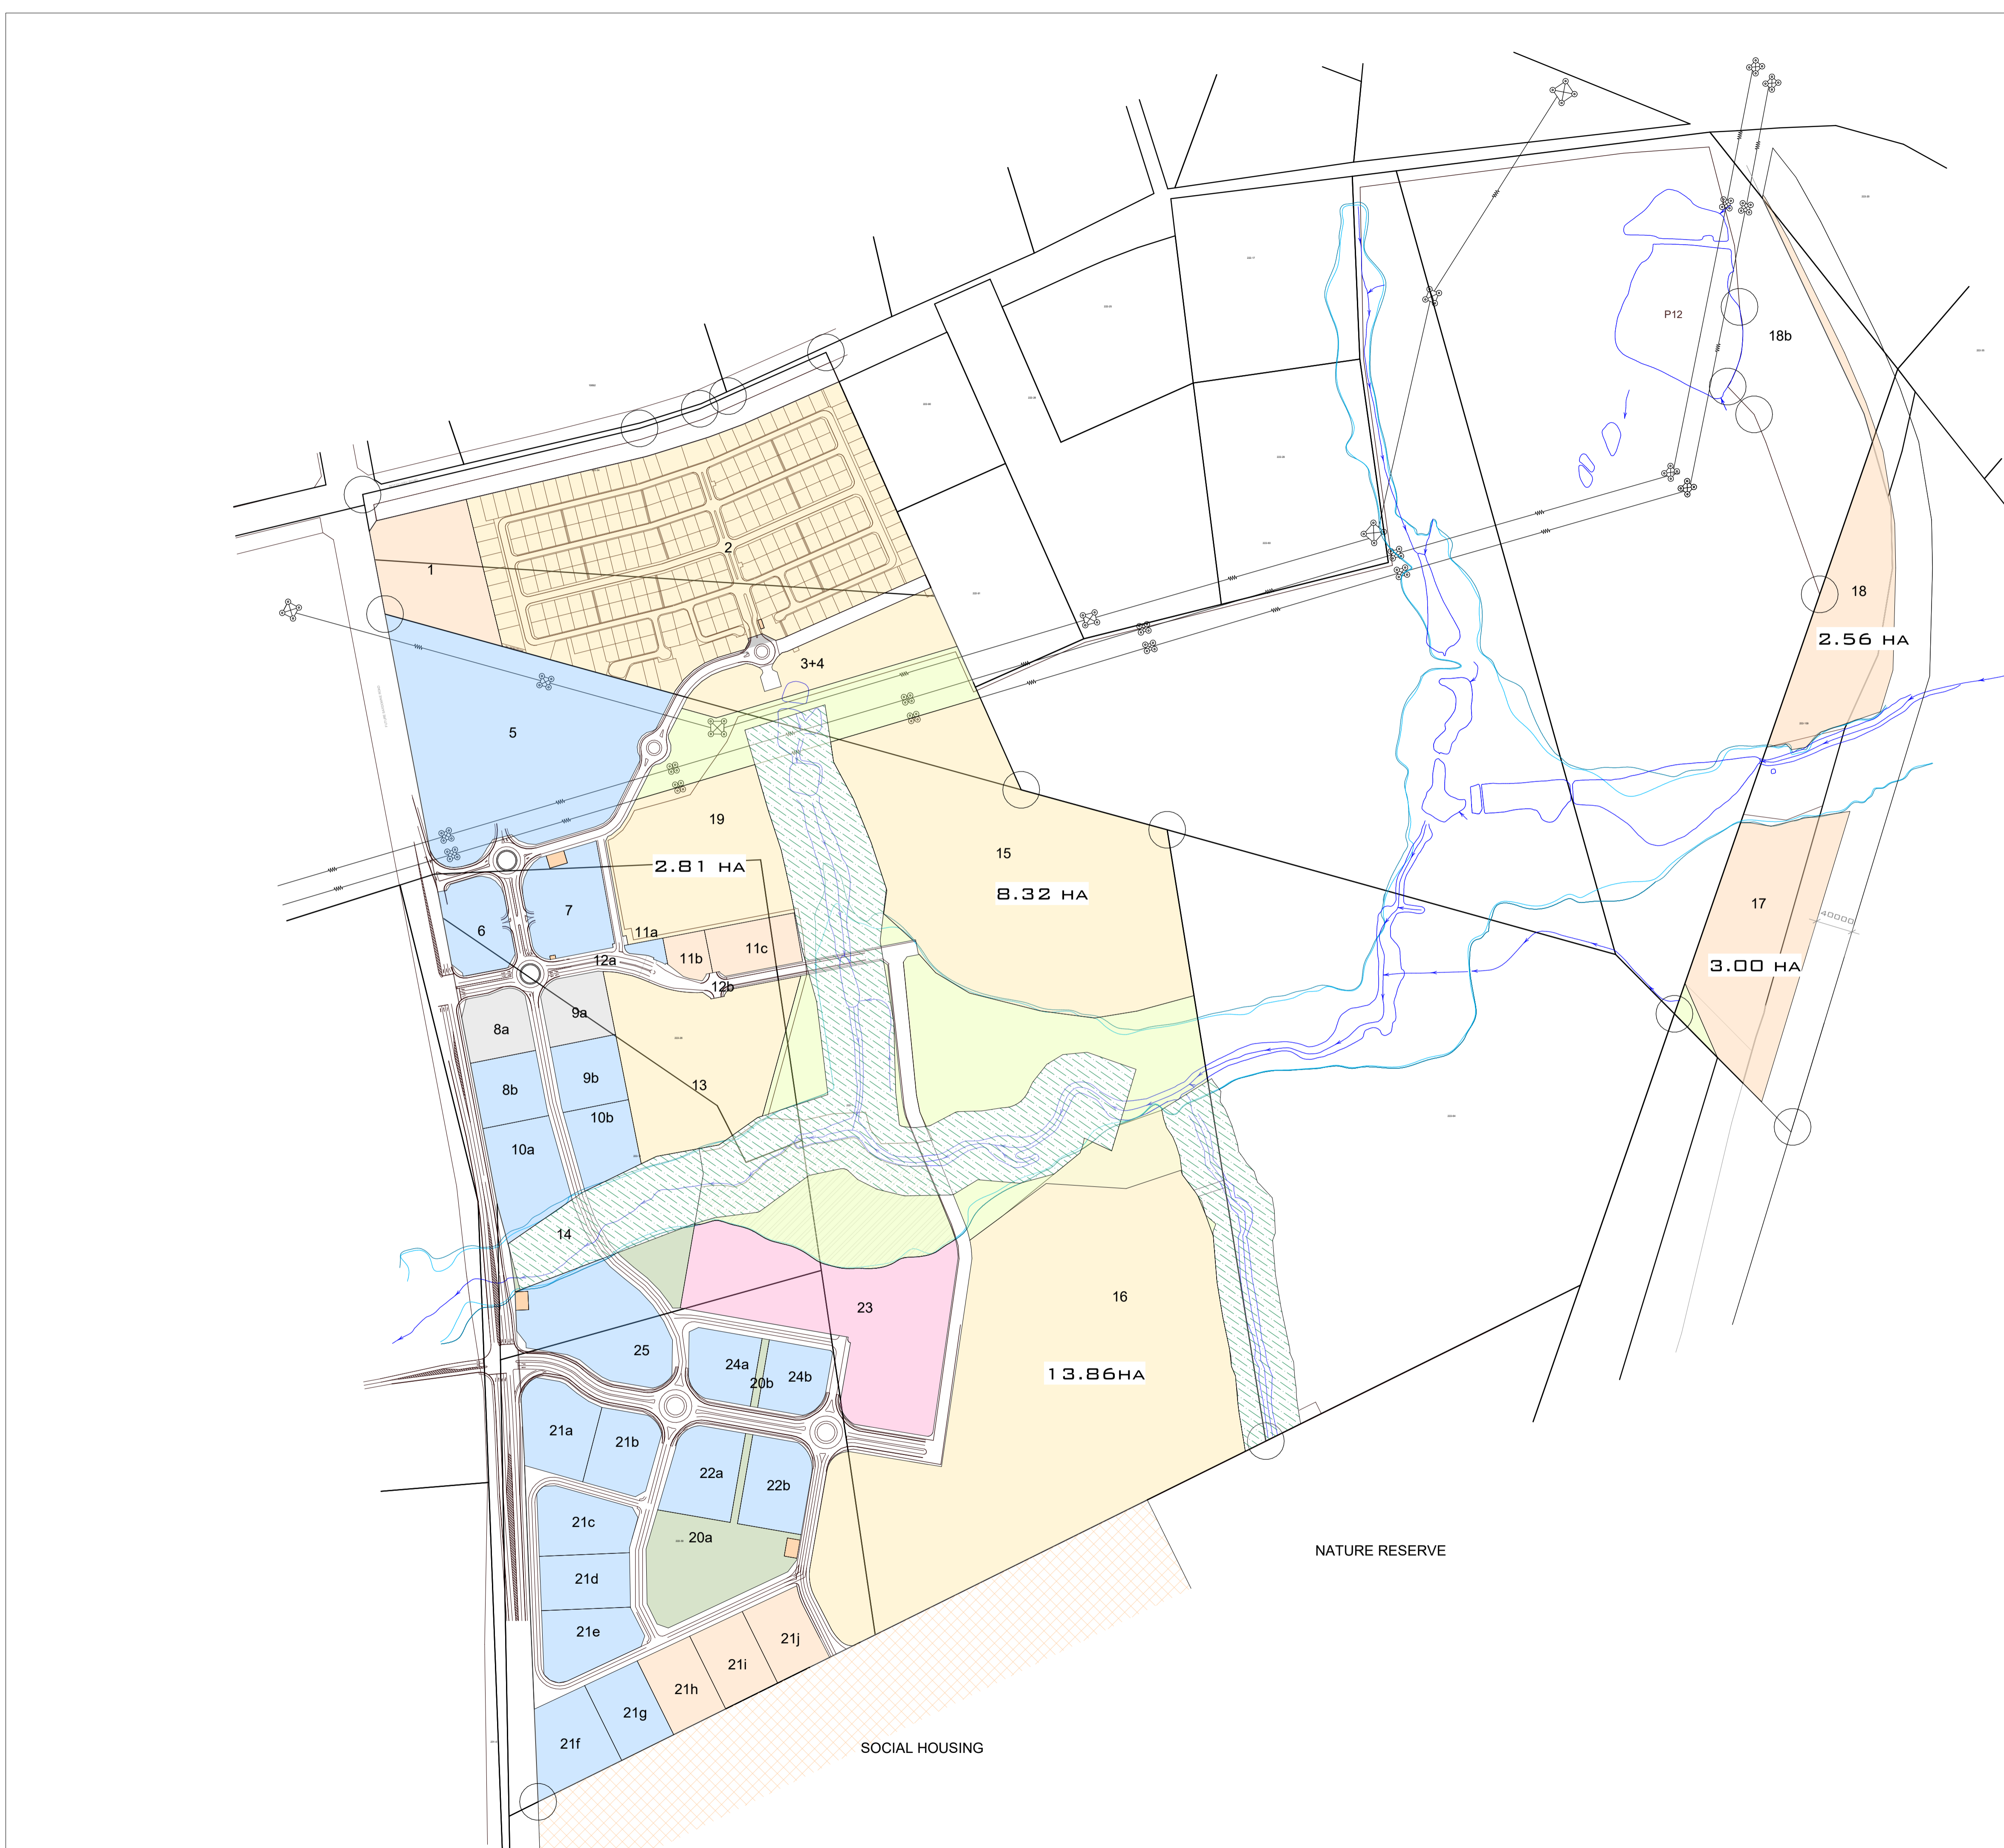 P12
18b
2
1
18
2.56 HA
3+4
5
19
15
2.81 HA
8.32 HA
17
7
11a
6
40000
11b
11c
3.00 HA
12a
12b
9a
8a
9b
13
8b
10b
10a
14
16
23
25
24a
24b
20b
13.86HA
21a
21b
22a
22b
21c
20a
NATURE RESERVE
21d
21e
21j
21i
21h
21g
21f
SOCIAL HOUSING